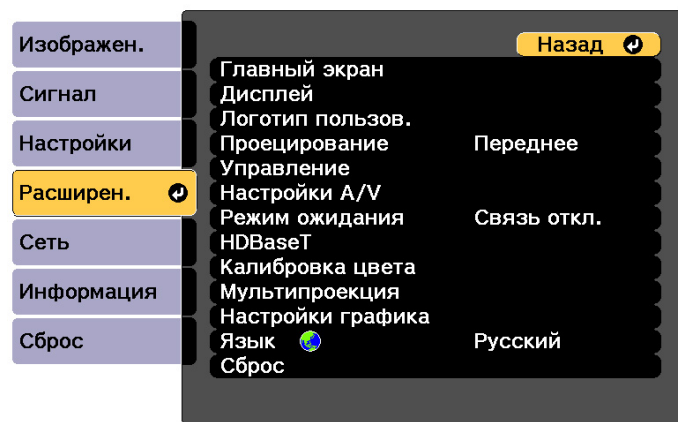 Изображен.
Сигнал
Настройки
Расширен.
Сеть
Информация
Сброс
Назад
Главный экран
Дисплей
Логотип пользов.
Проецирование Переднее
Управление
Настройки A/V
Режим ожидания Связь откл.
HDBaseT
Калибровка цвета
Мультипроекция
Настройки графика
Язык Русский
Сброс